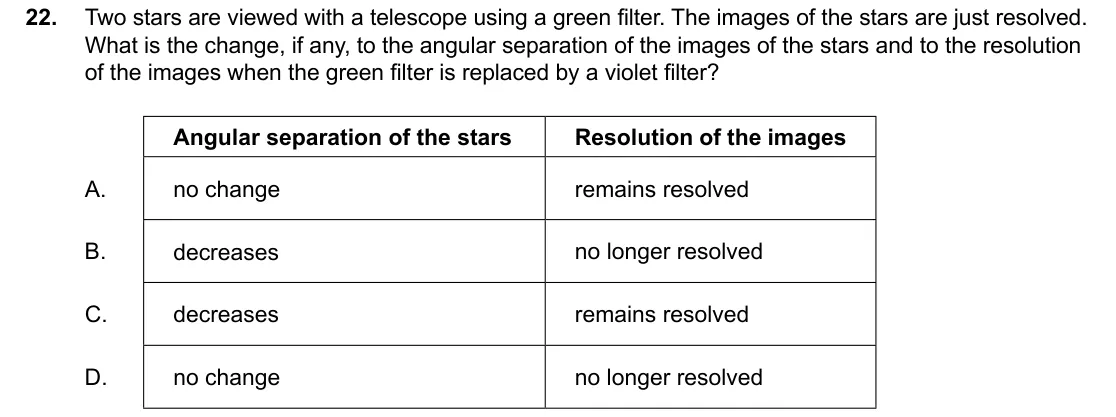 22. Two stars are viewed with a telescope using a green filter. The images of the stars are just resolved.
What is the change, if any, to the angular separation of the images of the stars and to the resolution
of the images when the green filter is replaced by a violet filter?
Angular separation of the stars Resolution of the images
A. no change remains resolved
B. decreases no longer resolved
C. decreases remains resolved
D. no change no longer resolved